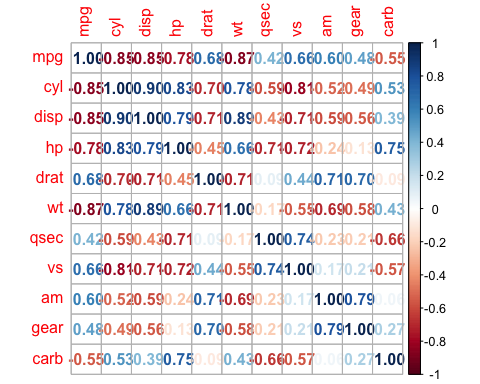 mpg cyl disp hp drat wt qsec vs am gear carb
mpg 1.00 -0.85 -0.85 -0.78 0.68 -0.87 0.42 0.66 0.60 0.48 -0.55
cyl -0.85 1.00 0.90 0.83 -0.70 0.78 -0.59 -0.81 -0.52 -0.49 0.53
disp -0.85 0.90 1.00 0.79 -0.71 0.89 -0.43 -0.71 -0.59 -0.56 0.39
hp -0.78 0.83 0.79 1.00 -0.45 0.66 -0.71 -0.72 -0.24 -0.13 0.75
drat 0.68 -0.70 -0.71 -0.45 1.00 -0.71 0.09 0.44 0.71 0.70 -0.09
wt -0.87 0.78 0.89 0.66 -0.71 1.00 -0.17 -0.55 -0.69 -0.58 0.43
qsec 0.42 -0.59 -0.43 -0.71 0.09 -0.17 1.00 0.74 -0.23 -0.21 -0.66
vs 0.66 -0.81 -0.71 -0.72 0.44 -0.55 0.74 1.00 0.17 0.21 -0.57
am 0.60 -0.52 -0.59 -0.24 0.71 -0.69 -0.23 0.17 1.00 0.79 0.06
gear 0.48 -0.49 -0.56 -0.13 0.70 -0.58 -0.21 0.21 0.79 1.00 0.27
carb -0.55 0.53 0.39 0.75 -0.09 0.43 -0.66 -0.57 0.06 0.27 1.00
1
0.8
0.6
0.4
0.2
0
-0.2
-0.4
-0.6
-0.8
-1